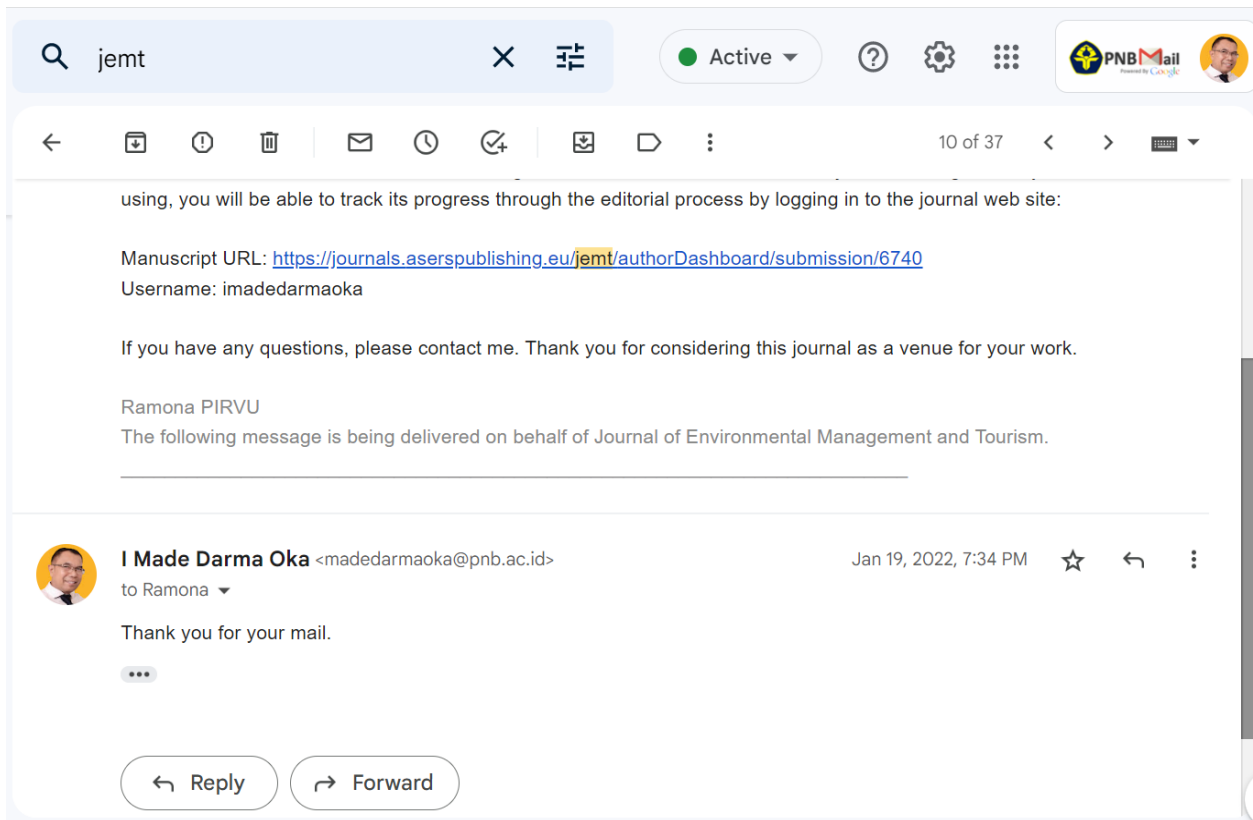 jemt
Active
PNBMail
Powered By Google
10 of 37
using, you will be able to track its progress through the editorial process by logging in to the journal web site:
Manuscript URL: https://journals.aserspublishing.eu/jemt/authorDashboard/submission/6740
Username: imadedarmaoka
If you have any questions, please contact me. Thank you for considering this journal as a venue for your work.
Ramona PIRVU
The following message is being delivered on behalf of Journal of Environmental Management and Tourism.
I Made Darma Oka <madedarmaoka@pnb.ac.id>
Jan 19, 2022, 7:34 PM
to Ramona
Thank you for your mail.
Reply
Forward